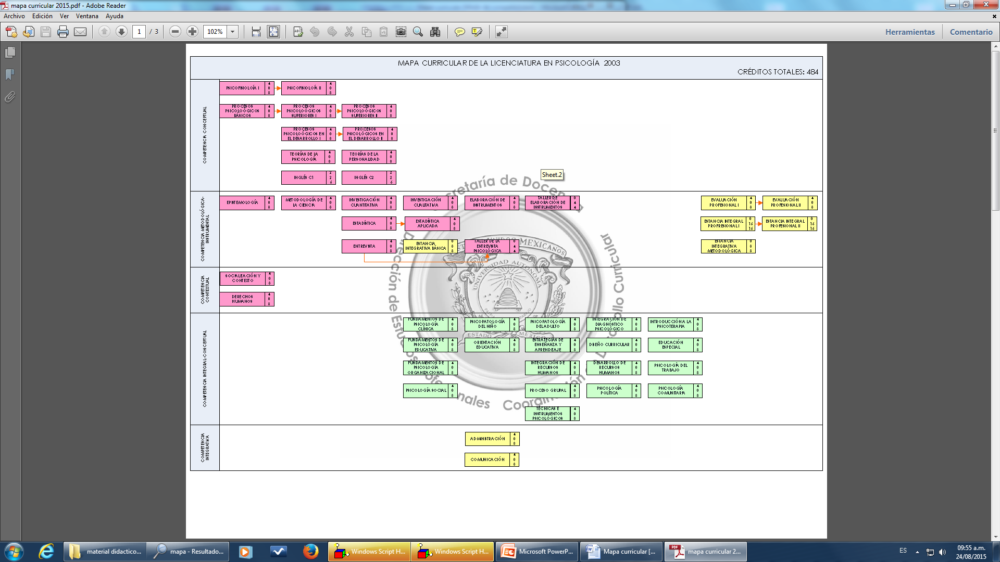 mapa curricular 2015.pdf - Adobe Reader
Archivo Edición Ver Ventana Ayuda
1 / 3 102% Herramientas Comentario
MAPA CURRICULAR DE LA LICENCIATURA EN PSICOLOGÍA 2003
CRÉDITOS TOTALES: 484
COMPETENCIA CONCEPTUAL
PSICOFISIOLOÍA I 4 0 8
PSICOFISIOLOÍA II 4 0 8
PROCESOS PSICOLOÓGICOS BÁSICOS 4 0 8
PROCESOS PSICOLOÓGICOS SUPERIORES I 4 0 8
PROCESOS PSICOLOÓGICOS SUPERIORES II 4 0 8
PROCESOS PSICOLOÓGICOS EN EL DESARROLLO I 4 0 8
PROCESOS PSICOLÓGICOS EN EL DESARROLLO II 4 0 8
TEORÍAS DE LA PSICOLOGÍA 4 0 8
TEORÍAS DE LA PERSONALIDAD 4 0 8
INGLÉS C1 2 2 6
INGLÉS C2 2 2 6
Sheet.2
COMPETENCIA METODOLÓGICA-INSTRUMENTAL
EPISTEMOLOGÍA 4 0 8
METODOLOGÍA DE LA CIENCIA 4 0 8
INVESTIGACIÓN CUANTITATIVA 4 0 8
INVESTIGACIÓN CUALITATIVA 4 0 8
ELABORACIÓN DE INSTRUMENTOS 4 0 8
TALLER DE ELABORACIÓN DE INSTRUMENTOS 0 4 4
EVALUACIÓN PROFESIONAL I 4 0 8
EVALUACIÓN PROFESIONAL II 4 0 8
ESTADÍSTICA 4 0 8
ESTADÍSTICA APLICADA 4 0 8
ESTANCIA INTEGRAL PROFRESIONAL I 0 16 16
ESTANCIA INTEGRAL PROFESIONAL II 0 16 16
ENTREVISTA 4 0 8
ESTANCIA INTEGRATIVA BÁSICA 0 8 8
TALLER DE LA ENTREVISTA PSICOLÓGICA 0 4 4
ESTANCIA INTEGRATIVA METODOLÓGICA 0 8 8
COMPETENCIA CONTEXTUAL
SOCIALIZACIÓN Y CONTEXTO 4 0 8
DERECHOS HUMANOS 4 0 8
COMPETENCIA INTEGRAL-CONCEPTUAL
FUNDAMENTOS DE PSICOLOGÍA CLÍNICA 4 0 8
PSICOPATOLOGÍA DEL NIÑO 4 0 8
PSICOPATOLOGÍA DEL ADULTO 4 0 8
INTEGRACIÓN DE DIAGNÓSTICO PSICOLÓGICO 4 0 8
INTRODUCCIÓN A LA PSICOTERAPIA 4 0 8
FUNDAMENTOS DE PSICOLOGÍA EDUCATIVA 4 0 8
ORIENTACIÓN EDUCATIVA 4 0 8
ESTRATEGIAS DE ENSEÑANZA Y APRENDIZAJE 4 0 8
DISEÑO CURRICULAR 4 0 8
EDUCACIÓN ESPECIAL 4 0 8
FUNDAMENTOS DE PSICOLOGÍA ORGANIZACIONAL 4 0 8
INTEGRACIÓN DE RECURSOS HUMANOS 4 0 8
DESARROLLO DE RECURSOS HUMANOS 4 0 8
PSICOLOGÍA DEL TRABAJO 4 0 8
PSICOLOGÍA SOCIAL 4 0 8
PROCESO GRUPAL 4 0 8
PSICOLOGÍA POLÍTICA 4 0 8
PSICOLOGÍA COMUNITARIA 4 0 8
TÉCNICAS E INSTRUMENTOS PSICOLÓGICOS 4 0 8
COMPETENCIA INTEGRATIVA
ADMINISTRACIÓN 4 0 8
COMUNICACIÓN 4 0 8
cretaría de Docen
Dirección de Estu
ofesionales Coordin
ollo Curricular
UNIDOS MEXICANOS
UNIVERSIDAD AUTONOMA
ESTADO MEXICO
material didactico...
mapa - Resultado...
Windows Script H...
Windows Script H...
Microsoft PowerP...
Mapa curricular [...
mapa curricular 2...
ES
09:55 a.m.
24/08/2015